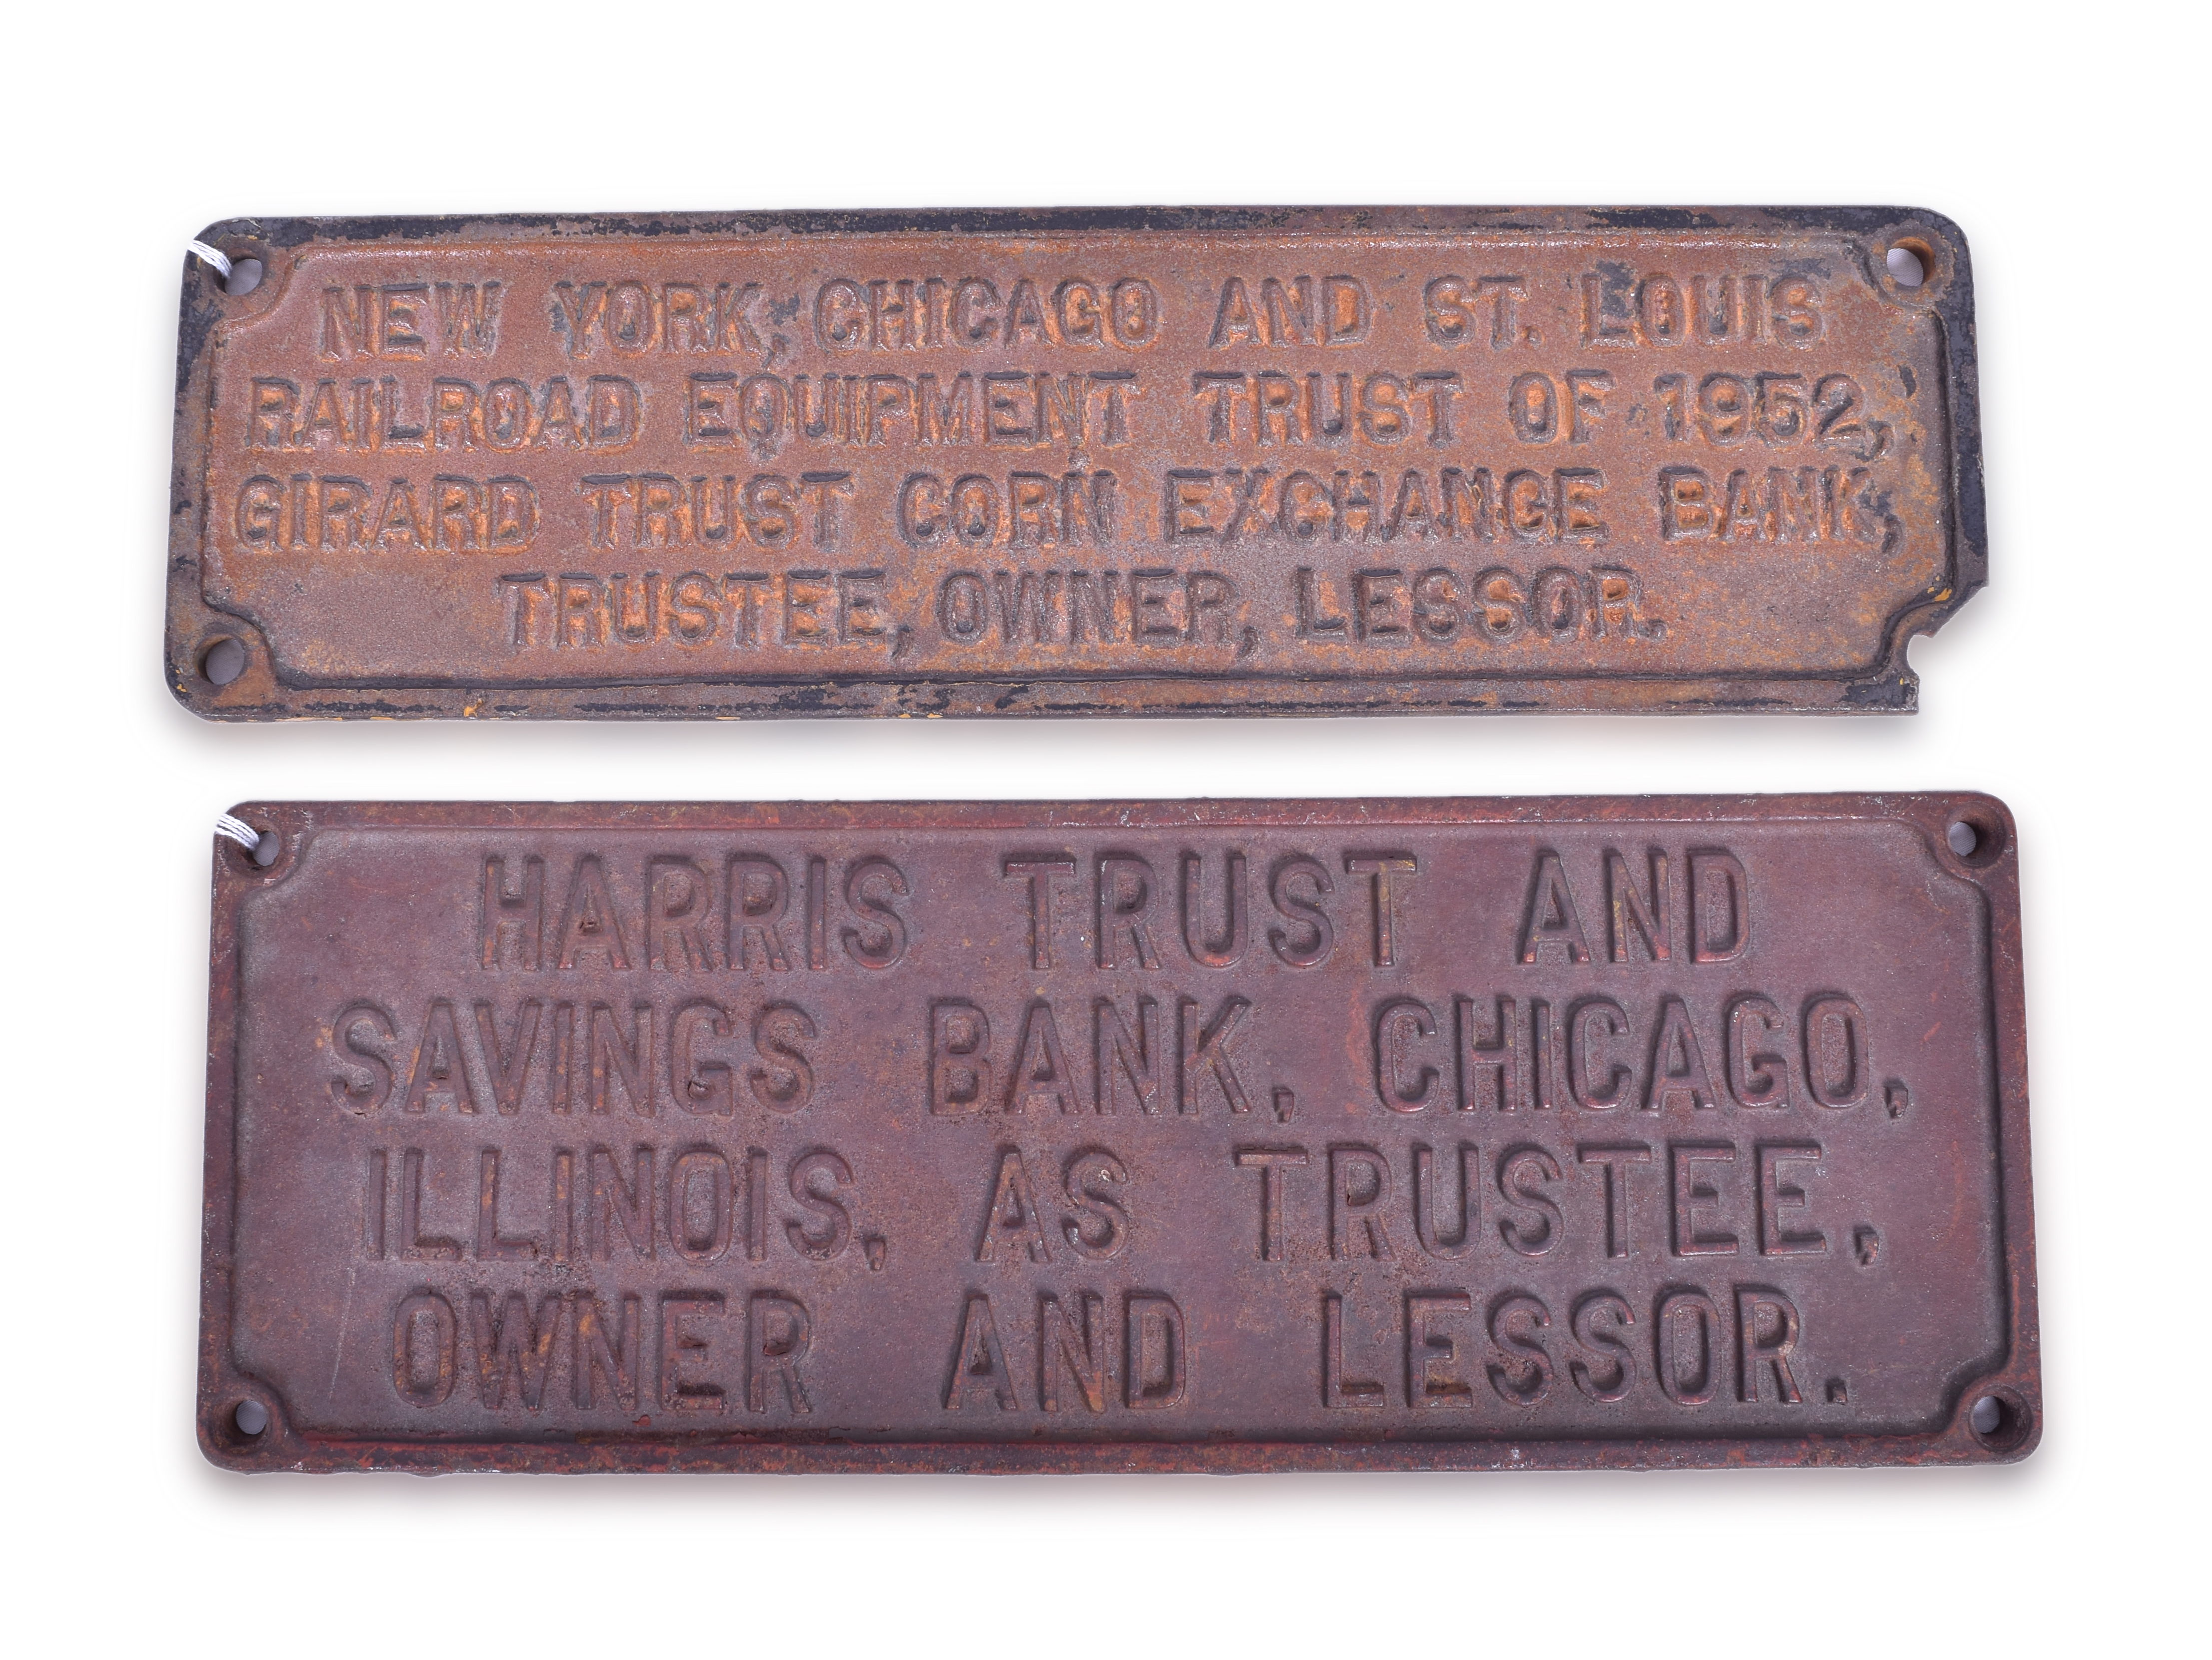 NEW YORK, CHICAGO AND ST. LOUIS
RAILROAD EQUIPMENT TRUST OF 1952,
GIRARD TRUST CORN EXCHANGE BANK,
TRUSTEE, OWNER, LESSOR.
HARRIS TRUST AND
SAVINGS BANK, CHICAGO,
ILLINOIS, AS TRUSTEE,
OWNER AND LESSOR.